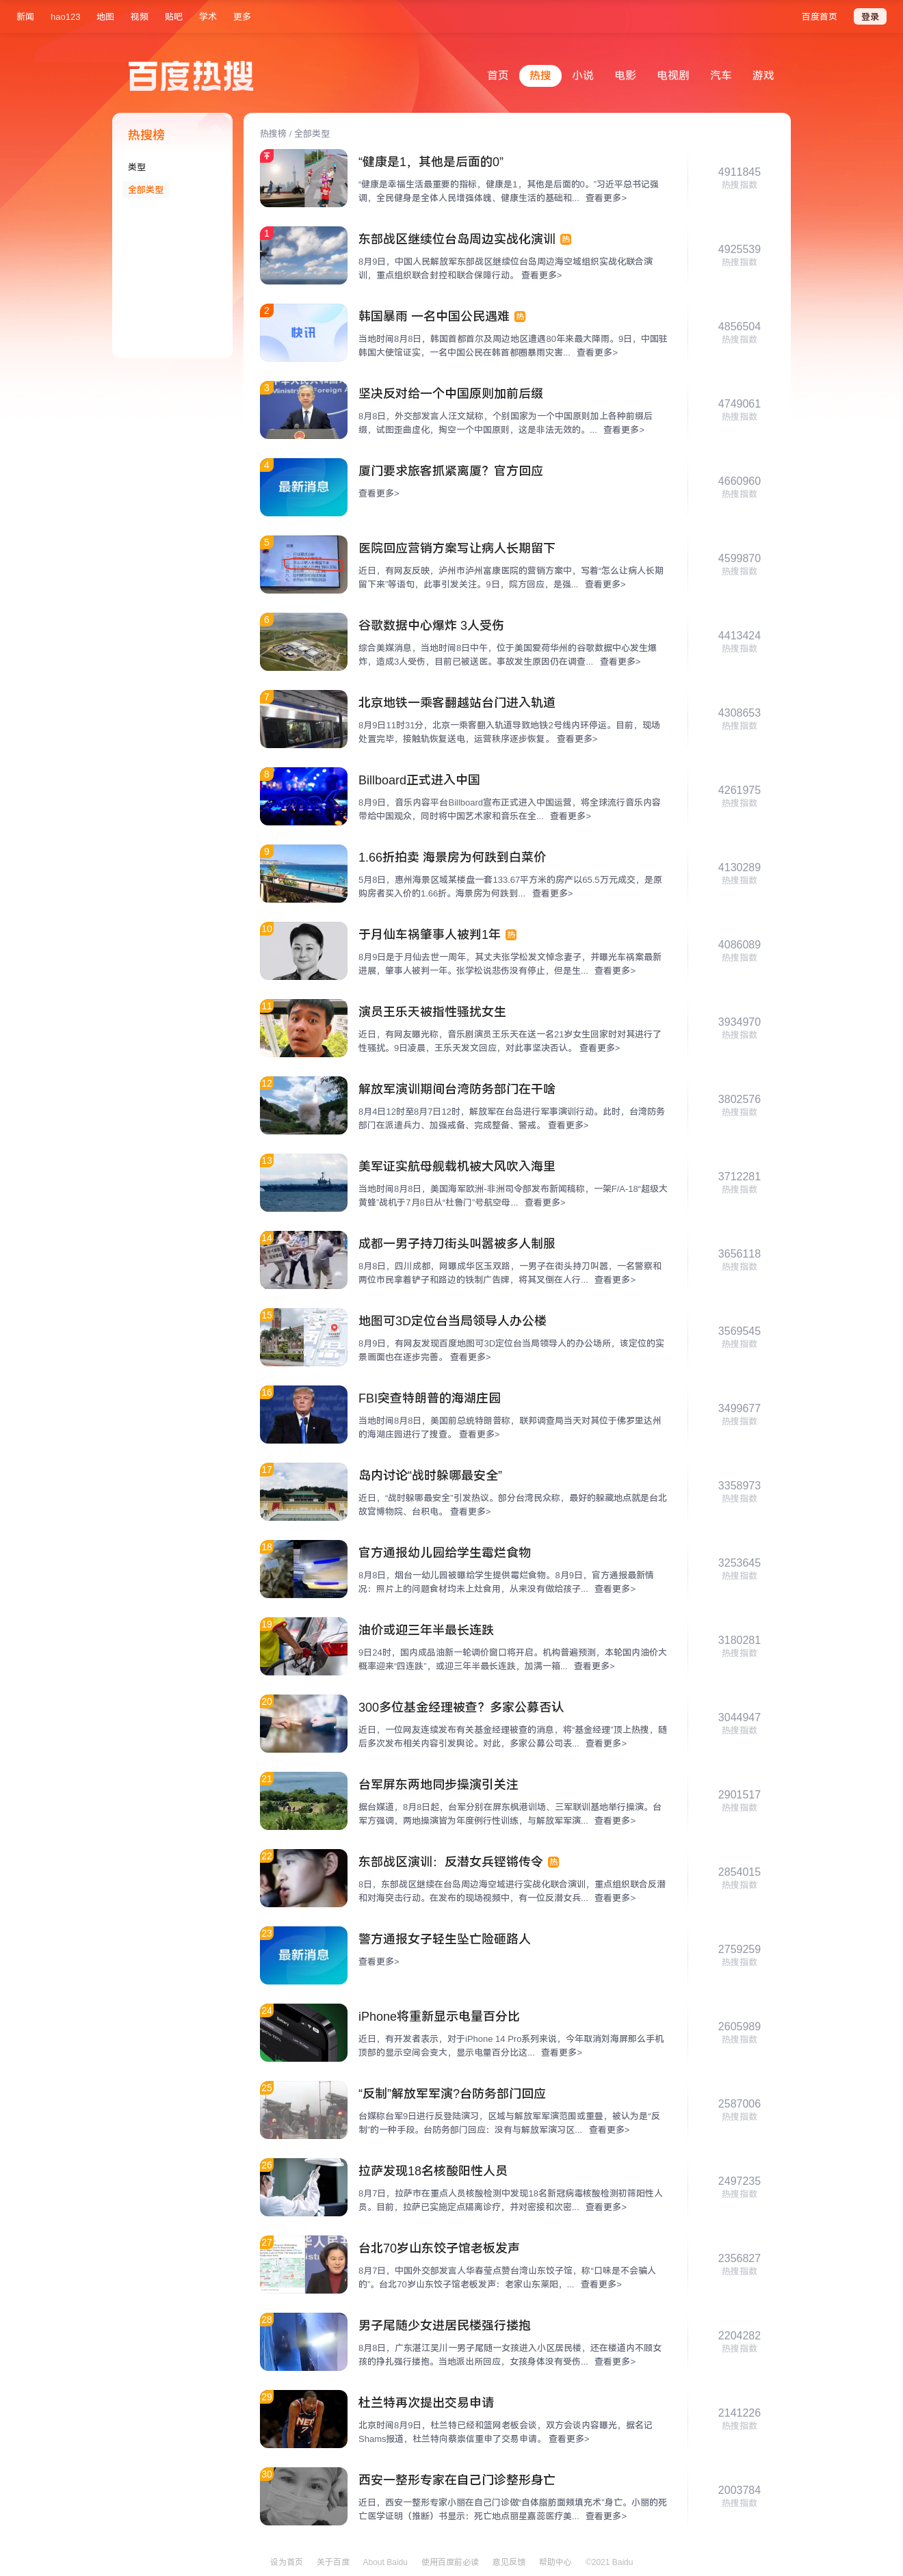 新闻 hao123 地图 视频 贴吧 学术 更多 百度首页 登录
百度热搜
首页 热搜 小说 电影 电视剧 汽车 游戏
热搜榜
类型
全部类型
热搜榜 / 全部类型
“健康是1，其他是后面的0”
“健康是幸福生活最重要的指标，健康是1，其他是后面的0。”习近平总书记强
调，全民健身是全体人民增强体魄、健康生活的基础和... 查看更多>
4911845
热搜指数
1
东部战区继续位台岛周边实战化演训 热
8月9日，中国人民解放军东部战区继续位台岛周边海空域组织实战化联合演
训，重点组织联合封控和联合保障行动。 查看更多>
4925539
热搜指数
2
快讯
韩国暴雨 一名中国公民遇难 热
当地时间8月8日，韩国首都首尔及周边地区遭遇80年来最大降雨。9日，中国驻
韩国大使馆证实，一名中国公民在韩首都圈暴雨灾害... 查看更多>
4856504
热搜指数
3
坚决反对给一个中国原则加前后缀
8月8日，外交部发言人汪文斌称，个别国家为一个中国原则加上各种前缀后
缀，试图歪曲虚化，掏空一个中国原则，这是非法无效的。... 查看更多>
4749061
热搜指数
4
最新消息
厦门要求旅客抓紧离厦？官方回应
查看更多>
4660960
热搜指数
5
医院回应营销方案写让病人长期留下
近日，有网友反映，泸州市泸州富康医院的营销方案中，写着“怎么让病人长期
留下来”等语句，此事引发关注。9日，院方回应，是强... 查看更多>
4599870
热搜指数
6
谷歌数据中心爆炸 3人受伤
综合美媒消息，当地时间8日中午，位于美国爱荷华州的谷歌数据中心发生爆
炸，造成3人受伤，目前已被送医。事故发生原因仍在调查... 查看更多>
4413424
热搜指数
7
北京地铁一乘客翻越站台门进入轨道
8月9日11时31分，北京一乘客翻入轨道导致地铁2号线内环停运。目前，现场
处置完毕，接触轨恢复送电，运营秩序逐步恢复。 查看更多>
4308653
热搜指数
8
Billboard正式进入中国
8月9日，音乐内容平台Billboard宣布正式进入中国运营，将全球流行音乐内容
带给中国观众，同时将中国艺术家和音乐在全... 查看更多>
4261975
热搜指数
9
1.66折拍卖 海景房为何跌到白菜价
5月8日，惠州海景区域某楼盘一套133.67平方米的房产以65.5万元成交，是原
购房者买入价的1.66折。海景房为何跌到... 查看更多>
4130289
热搜指数
10
于月仙车祸肇事人被判1年 热
8月9日是于月仙去世一周年，其丈夫张学松发文悼念妻子，并曝光车祸案最新
进展，肇事人被判一年。张学松说悲伤没有停止，但是生... 查看更多>
4086089
热搜指数
11
演员王乐天被指性骚扰女生
近日，有网友曝光称，音乐剧演员王乐天在送一名21岁女生回家时对其进行了
性骚扰。9日凌晨，王乐天发文回应，对此事坚决否认。 查看更多>
3934970
热搜指数
12
解放军演训期间台湾防务部门在干啥
8月4日12时至8月7日12时，解放军在台岛进行军事演训行动。此时，台湾防务
部门在派遣兵力、加强戒备、完成整备、警戒。 查看更多>
3802576
热搜指数
13
美军证实航母舰载机被大风吹入海里
当地时间8月8日，美国海军欧洲-非洲司令部发布新闻稿称，一架F/A-18“超级大
黄蜂”战机于7月8日从“杜鲁门”号航空母... 查看更多>
3712281
热搜指数
14
成都一男子持刀街头叫嚣被多人制服
8月8日，四川成都，网曝成华区玉双路，一男子在街头持刀叫嚣，一名警察和
两位市民拿着铲子和路边的铁制广告牌，将其叉倒在人行... 查看更多>
3656118
热搜指数
15
地图可3D定位台当局领导人办公楼
8月9日，有网友发现百度地图可3D定位台当局领导人的办公场所，该定位的实
景画面也在逐步完善。 查看更多>
3569545
热搜指数
16
FBI突查特朗普的海湖庄园
当地时间8月8日，美国前总统特朗普称，联邦调查局当天对其位于佛罗里达州
的海湖庄园进行了搜查。 查看更多>
3499677
热搜指数
17
岛内讨论“战时躲哪最安全”
近日，“战时躲哪最安全”引发热议。部分台湾民众称，最好的躲藏地点就是台北
故宫博物院、台积电。 查看更多>
3358973
热搜指数
18
官方通报幼儿园给学生霉烂食物
8月8日，烟台一幼儿园被曝给学生提供霉烂食物。8月9日，官方通报最新情
况：照片上的问题食材均未上灶食用，从来没有做给孩子... 查看更多>
3253645
热搜指数
19
油价或迎三年半最长连跌
9日24时，国内成品油新一轮调价窗口将开启。机构普遍预测，本轮国内油价大
概率迎来“四连跌”，或迎三年半最长连跌，加满一箱... 查看更多>
3180281
热搜指数
20
300多位基金经理被查？多家公募否认
近日，一位网友连续发布有关基金经理被查的消息，将“基金经理”顶上热搜，随
后多次发布相关内容引发舆论。对此，多家公募公司表... 查看更多>
3044947
热搜指数
21
台军屏东两地同步操演引关注
据台媒道，8月8日起，台军分别在屏东枫港训场、三军联训基地举行操演。台
军方强调，两地操演皆为年度例行性训练，与解放军军演... 查看更多>
2901517
热搜指数
22
东部战区演训：反潜女兵铿锵传令 热
8日，东部战区继续在台岛周边海空域进行实战化联合演训，重点组织联合反潜
和对海突击行动。在发布的现场视频中，有一位反潜女兵... 查看更多>
2854015
热搜指数
23
最新消息
警方通报女子轻生坠亡险砸路人
查看更多>
2759259
热搜指数
24
iPhone将重新显示电量百分比
近日，有开发者表示，对于iPhone 14 Pro系列来说，今年取消刘海屏那么手机
顶部的显示空间会变大，显示电量百分比这... 查看更多>
2605989
热搜指数
25
“反制”解放军军演?台防务部门回应
台媒称台军9日进行反登陆演习，区域与解放军军演范围或重叠，被认为是“反
制”的一种手段。台防务部门回应：没有与解放军演习区... 查看更多>
2587006
热搜指数
26
拉萨发现18名核酸阳性人员
8月7日，拉萨市在重点人员核酸检测中发现18名新冠病毒核酸检测初筛阳性人
员。目前，拉萨已实施定点隔离诊疗，并对密接和次密... 查看更多>
2497235
热搜指数
27
台北70岁山东饺子馆老板发声
8月7日，中国外交部发言人华春莹点赞台湾山东饺子馆，称“口味是不会骗人
的”。台北70岁山东饺子馆老板发声：老家山东莱阳，... 查看更多>
2356827
热搜指数
28
男子尾随少女进居民楼强行搂抱
8月8日，广东湛江吴川一男子尾随一女孩进入小区居民楼，还在楼道内不顾女
孩的挣扎强行搂抱。当地派出所回应，女孩身体没有受伤... 查看更多>
2204282
热搜指数
29
杜兰特再次提出交易申请
北京时间8月9日，杜兰特已经和篮网老板会谈，双方会谈内容曝光，据名记
Shams报道，杜兰特向蔡崇信重申了交易申请。 查看更多>
2141226
热搜指数
30
西安一整形专家在自己门诊整形身亡
近日，西安一整形专家小丽在自己门诊做“自体脂肪面颊填充术”身亡。小丽的死
亡医学证明（推断）书显示：死亡地点丽星嘉蕊医疗美... 查看更多>
2003784
热搜指数
设为首页 关于百度 About Baidu 使用百度前必读 意见反馈 帮助中心 ©2021 Baidu